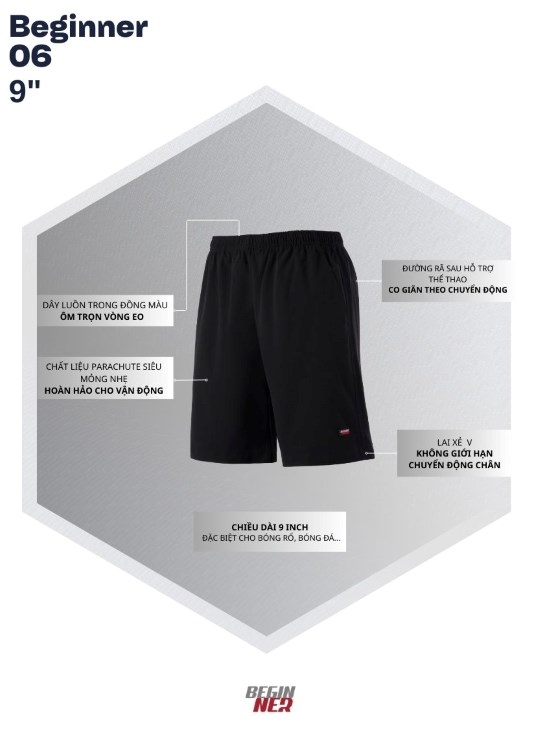 Beginner
06
9"
ĐƯỜNG RÃ SAU HỖ TRỢ
THỂ THAO
CO GIÃN THEO CHUYỂN ĐỘNG
DÂY LUỒN TRONG ĐỒNG MÀU
ÔM TRỌN VÒNG EO
CHẤT LIỆU PARACHUTE SIÊU
MỎNG NHẸ
HOÀN HẢO CHO VẬN ĐỘNG
LAI XẺ V
KHÔNG GIỚI HẠN
CHUYỂN ĐỘNG CHÂN
CHIỀU DÀI 9 INCH
ĐẶC BIỆT CHO BÓNG RỔ, BÓNG ĐÁ...
BEGIN
NER